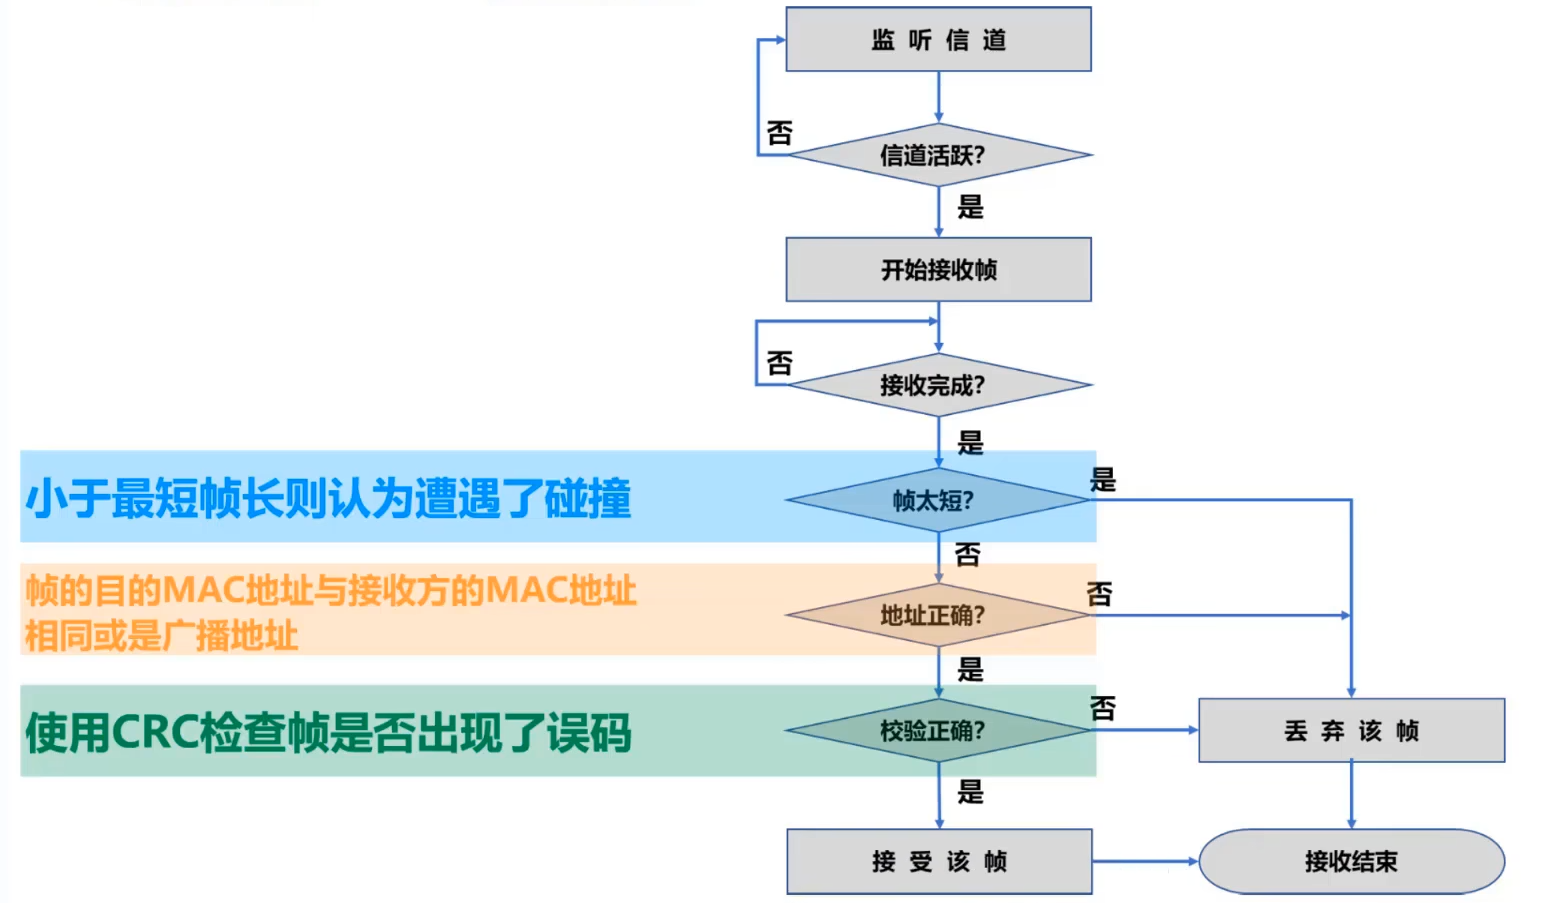 监 听 信 道
否
信道活跃?
是
开始接收帧
否
接收完成?
是
小于最短帧长则认为遭遇了碰撞
帧太短?
是
否
帧的目的MAC地址与接收方的MAC地址
相同或是广播地址
地址正确?
否
是
使用CRC检查帧是否出现了误码
校验正确?
否
丢 弃 该 帧
是
接 受 该 帧
接收结束